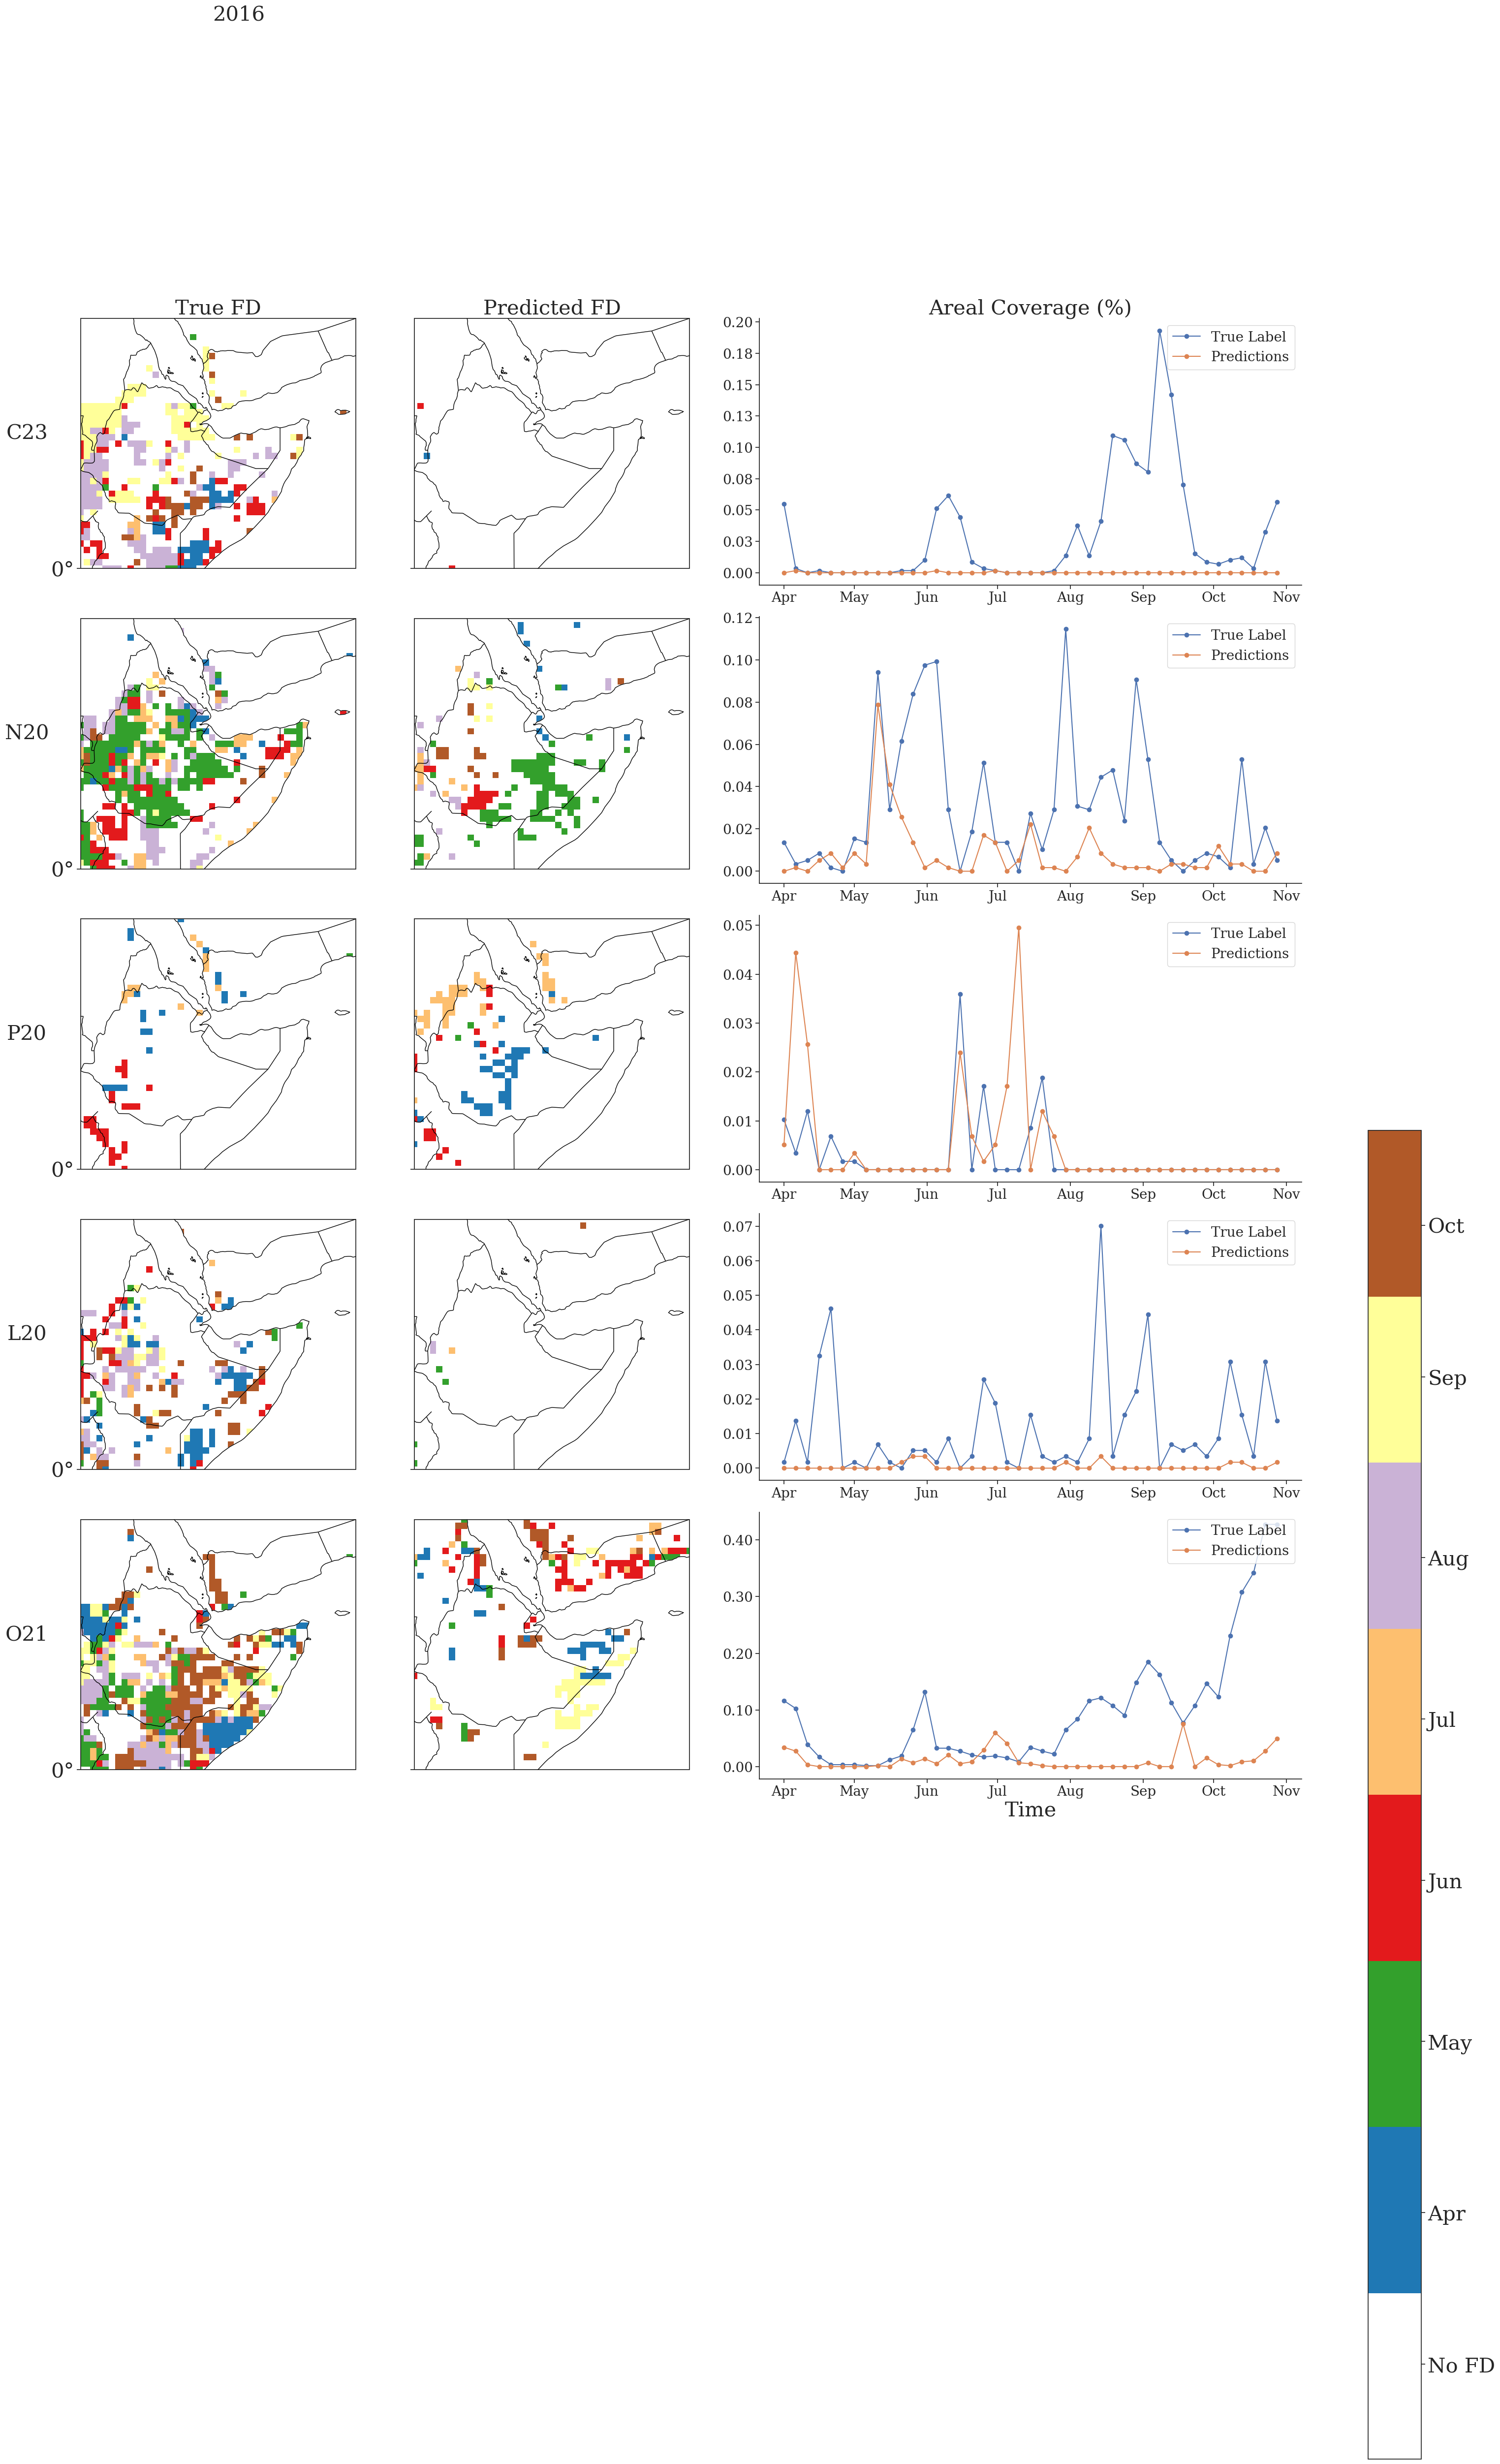 2016
True FD
Predicted FD
Areal Coverage (%)
C23
0°
0.20
0.18
0.15
0.13
0.10
0.08
0.05
0.03
0.00
True Label
Predictions
Apr May Jun Jul Aug Sep Oct Nov
N20
0°
0.12
0.10
0.08
0.06
0.04
0.02
0.00
True Label
Predictions
Apr May Jun Jul Aug Sep Oct Nov
P20
0°
0.05
0.04
0.03
0.02
0.01
0.00
True Label
Predictions
Apr May Jun Jul Aug Sep Oct Nov
L20
0°
0.07
0.06
0.05
0.04
0.03
0.02
0.01
0.00
True Label
Predictions
Apr May Jun Jul Aug Sep Oct Nov
O21
0°
0.40
0.30
0.20
0.10
0.00
True Label
Predictions
Apr May Jun Jul Aug Sep Oct Nov
Time
Oct
Sep
Aug
Jul
Jun
May
Apr
No FD